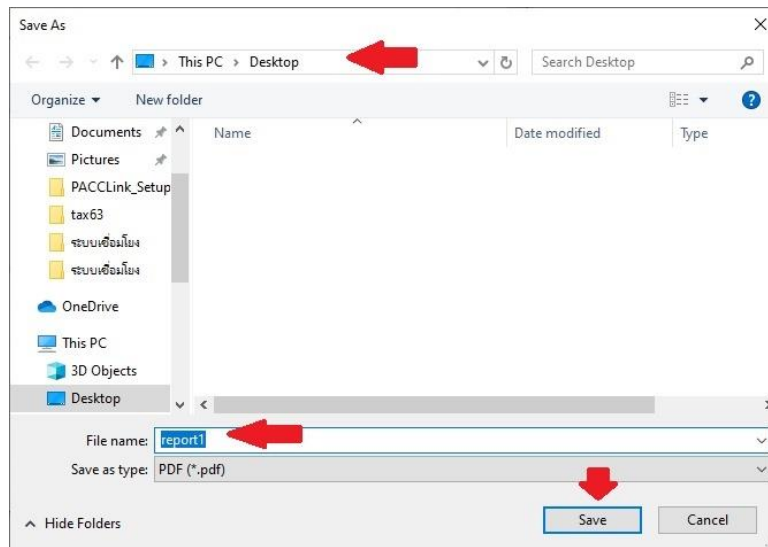 Save As
This PC > Desktop
Search Desktop
Organize
New folder
Documents
Pictures
PACCLink_Setup
tax63
ระบบเชื่อมโยง
ระบบเชื่อมโยง
OneDrive
This PC
3D Objects
Desktop
Name
Date modified
Type
File name: report1
Save as type: PDF (*.pdf)
Hide Folders
Save
Cancel